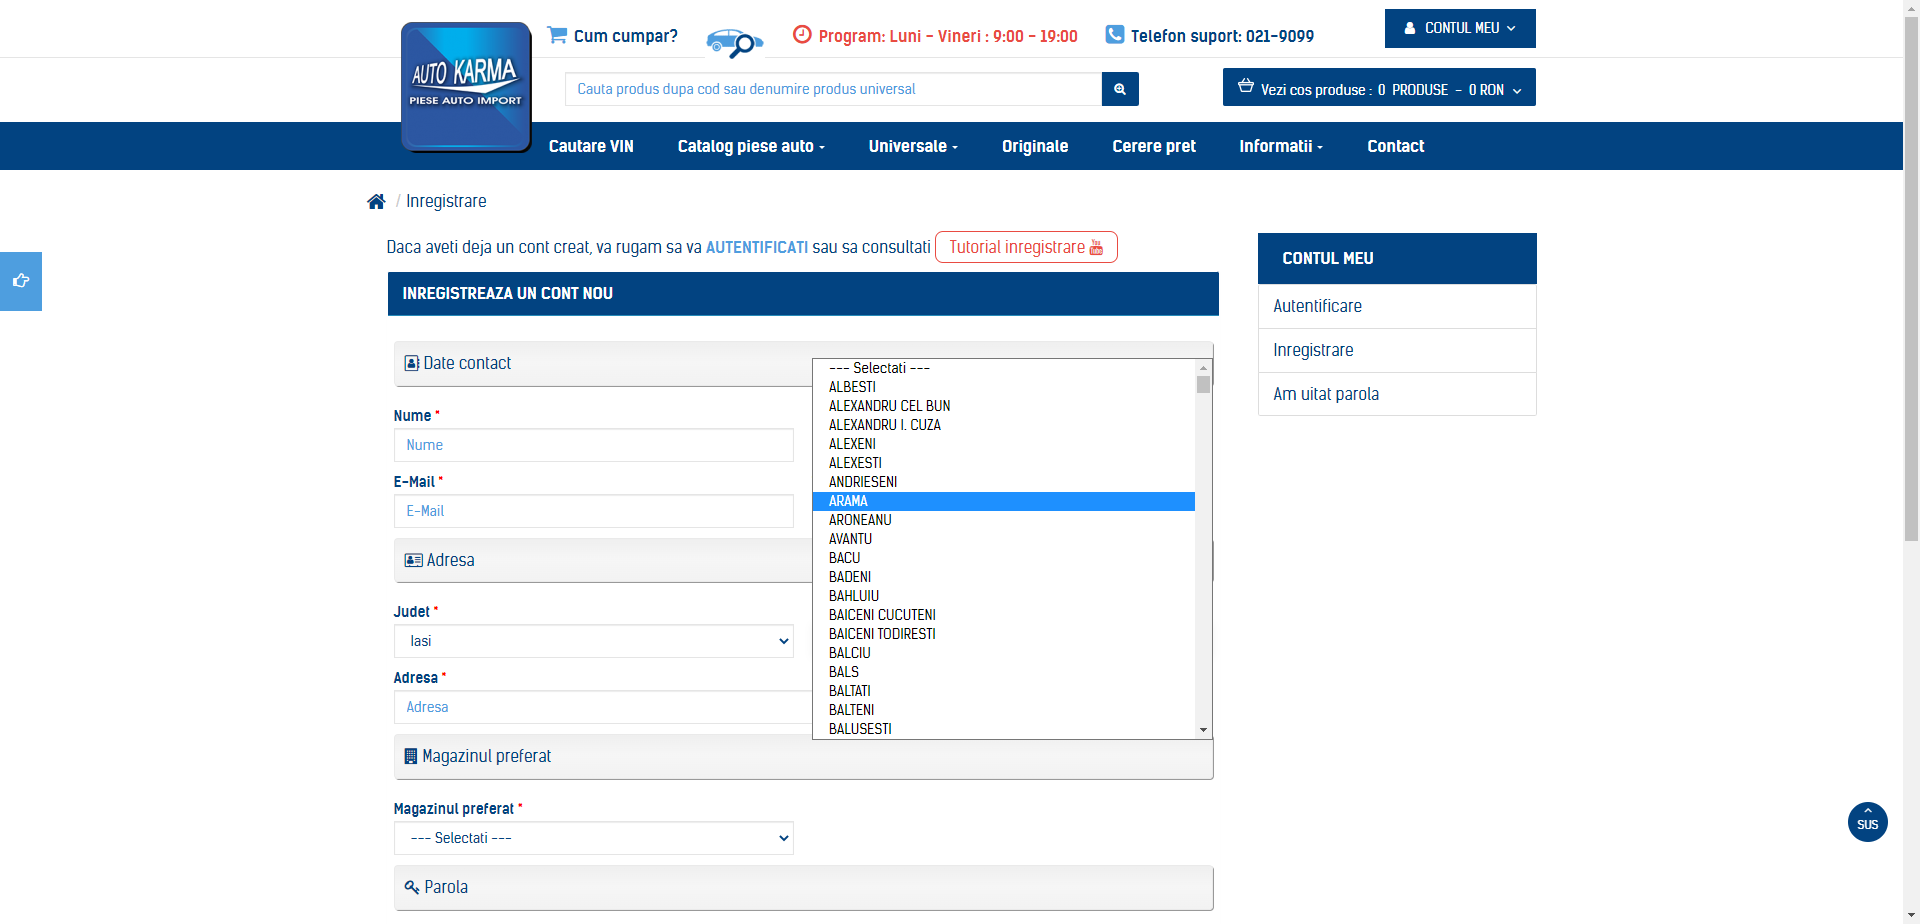 Cum cumpar?
Program: Luni - Vineri : 9:00 - 19:00
Telefon suport: 021-9099
CONTUL MEU
AUTO KARMA
PIESE AUTO IMPORT
Cauta produs dupa cod sau denumire produs universal
Vezi cos produse : 0 PRODUSE - 0 RON
Cautare VIN
Catalog piese auto
Universale
Originale
Cerere pret
Informatii
Contact
/ Inregistrare
Daca aveti deja un cont creat, va rugam sa va AUTENTIFICATI sau sa consultati Tutorial inregistrare
INREGISTREAZA UN CONT NOU
Date contact
Nume *
Nume
E-Mail *
E-Mail
Adresa
Judet *
Iasi
Adresa *
Adresa
--- Selectati ---
ALBESTI
ALEXANDRU CEL BUN
ALEXANDRU I. CUZA
ALEXENI
ALEXESTI
ANDRIESENI
ARAMA
ARONEANU
AVANTU
BACU
BADENI
BAHLUIU
BAICENI CUCUTENI
BAICENI TODIRESTI
BALCIU
BALS
BALTATI
BALTENI
BALUSESTI
Magazinul preferat
Magazinul preferat *
--- Selectati ---
Parola
CONTUL MEU
Autentificare
Inregistrare
Am uitat parola
SUS